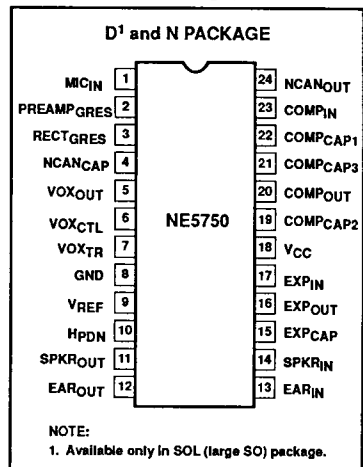 D¹ and N PACKAGE
MICIN 1 24 NCANOUT
PREAMPGRES 2 23 COMPIN
RECTGRES 3 22 COMPCAP1
NCANCAP 4 21 COMPCAP3
VOXOUT 5 20 COMPOUT
VOXCTL 6 NE5750 19 COMPCAP2
VOXTR 7 18 VCC
GND 8 17 EXPIN
VREF 9 16 EXPOUT
HPDN 10 15 EXPCAP
SPKROUT 11 14 SPKRIN
EAROUT 12 13 EARIN
NOTE:
1. Available only in SOL (large SO) package.